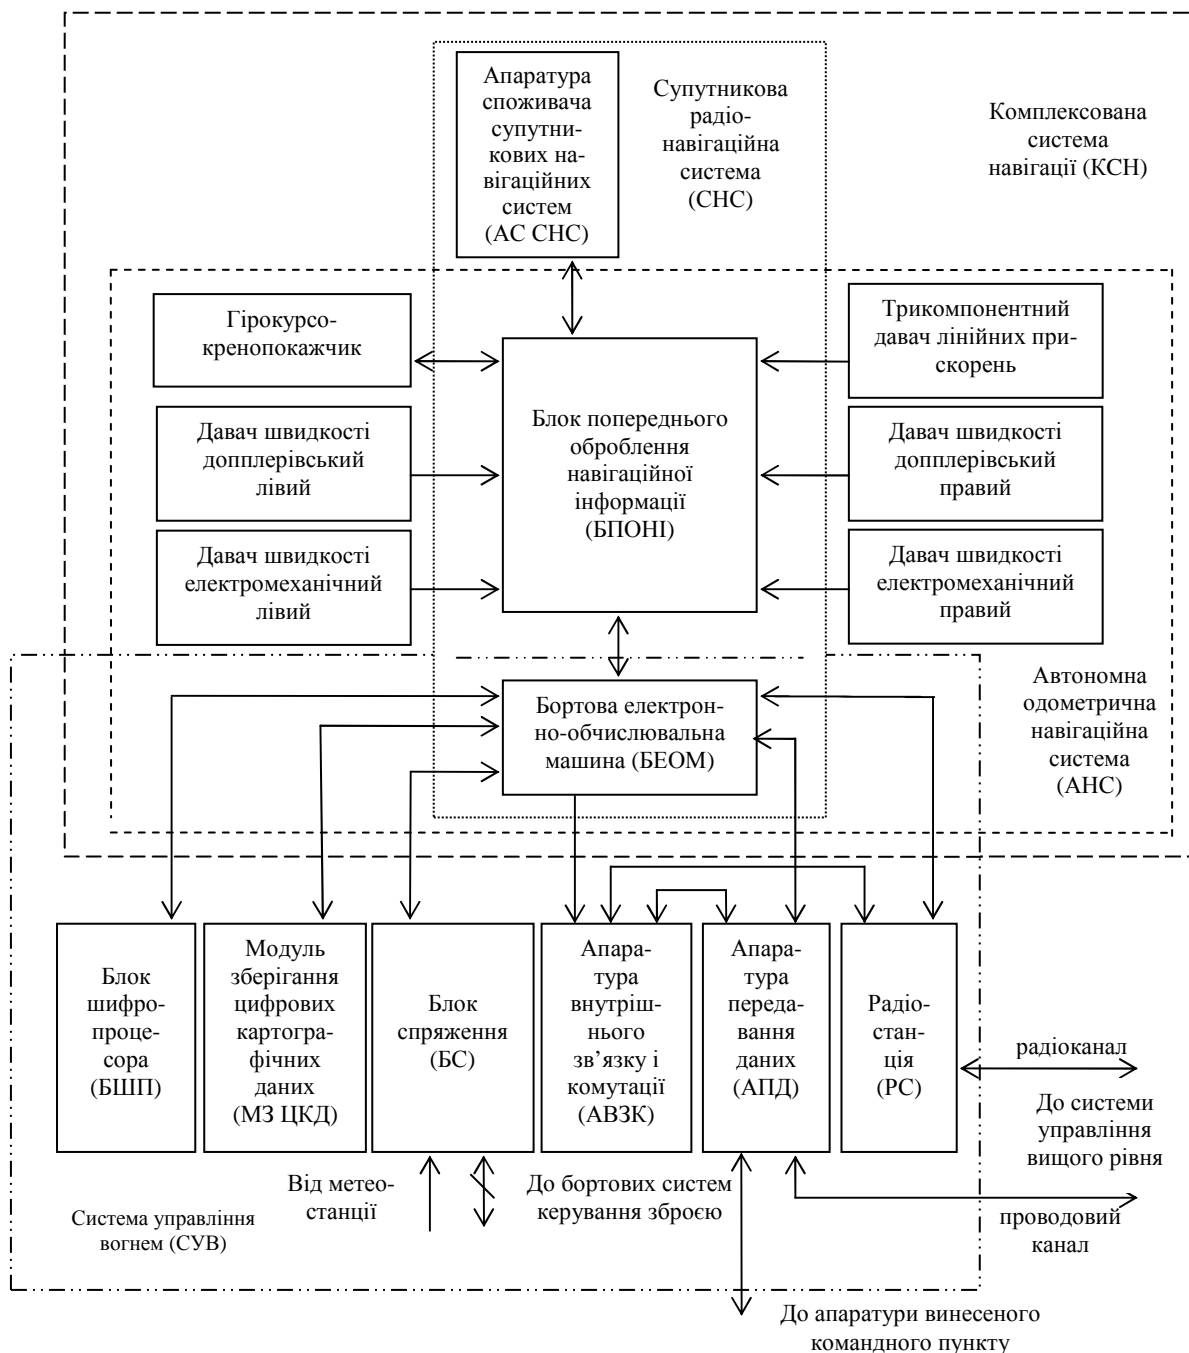 Апаратура
споживача
супутни-
кових на-
вігаційних
систем
(АС СНС)
Супутникова
радіо-
навігаційна
система
(СНС)
Комплексована
система
навігації (КСН)
Гірокурсо-
кренопокажчик
Трикомпонентний
давач лінійних при-
скорень
Давач швидкості
допплерівський
лівий
Блок попереднього
оброблення
навігаційної
інформації
(БПОНІ)
Давач швидкості
допплерівський
правий
Давач швидкості
електромеханічний
лівий
Давач швидкості
електромеханічний
правий
Бортова електрон-
но-обчислювальна
машина (БЕОМ)
Автономна
одометрична
навігаційна
система
(АНС)
Блок
шифро-
проце-
сора
(БШП)
Модуль
зберігання
цифрових
картогра-
фічних
даних
(МЗ ЦКД)
Блок
спряження
(БС)
Апара-
тура
внутріш-
нього
зв’язку і
комутації
(АВЗК)
Апара-
тура
переда-
вання
даних
(АПД)
Радіо-
стан-
ція
(РС)
радіоканал
До системи
управління
вищого рівня
проводовий
канал
Від метео-
станції
До бортових систем
керування зброєю
Система управління
вогнем (СУВ)
До апаратури винесеного
командного пункту